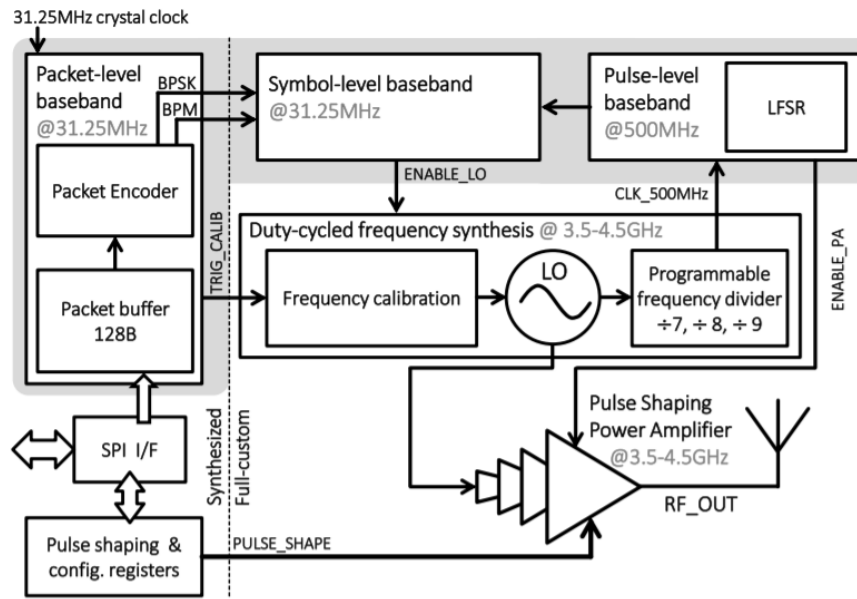 31.25MHz crystal clock
Packet-level
baseband
@31.25MHz
BPSK
BPM
Packet Encoder
Packet buffer
128B
TRIG_CALIB
Symbol-level baseband
@31.25MHz
Pulse-level
baseband
@500MHz
LFSR
ENABLE_LO
CLK_500MHz
ENABLE_PA
Duty-cycled frequency synthesis @ 3.5-4.5GHz
Frequency calibration
LO
Programmable
frequency divider
÷7, ÷ 8, ÷ 9
SPI I/F
Synthesized
Full-custom
Pulse Shaping
Power Amplifier
@3.5-4.5GHz
RF_OUT
Pulse shaping &
config. registers
PULSE_SHAPE